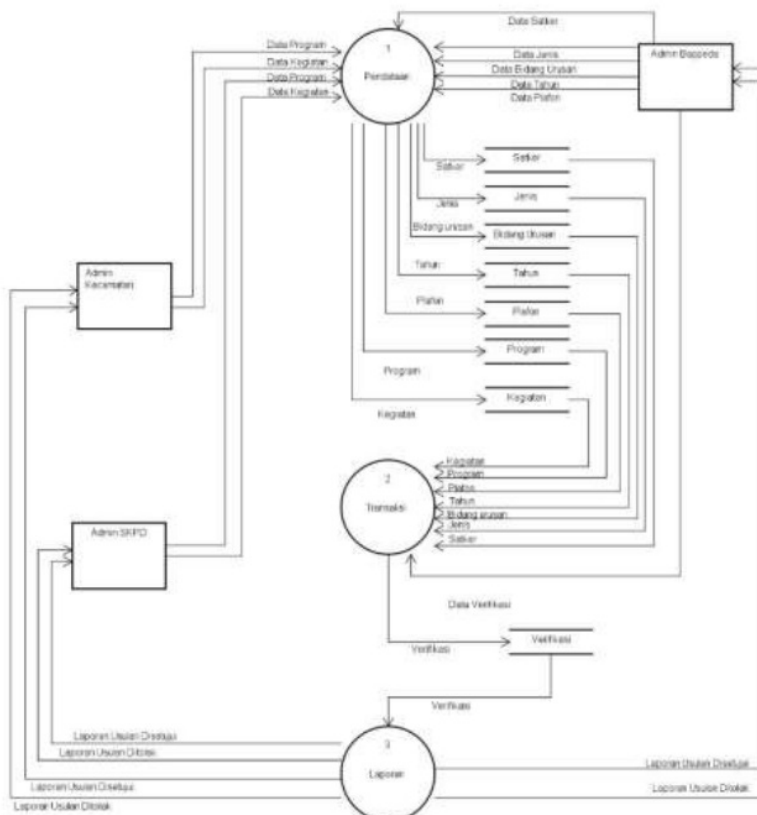 Data Satker
1
Pendataan
Admin Bappeda
Data Program
Data Kegiatan
Data Program
Data Kegiatan
Data Jenis
Data Bidang Urusan
Data Tahun
Data Plafon
Satker
Satker
Jenis
Jenis
Bidang urusan
Bidang Urusan
Tahun
Tahun
Plafon
Plafon
Program
Program
Kegiatan
Kegiatan
Admin
Kecamatan
2
Transaksi
Kegiatan
Program
Plafon
Tahun
Bidang urusan
Jenis
Satker
Admin SKPD
Data Verifikasi
Verifikasi
Verifikasi
Verifikasi
3
Laporan
Laporan Usulan Disetujui
Laporan Usulan Ditolak
Laporan Usulan Disetujui
Laporan Usulan Ditolak
Laporan Usulan Disetujui
Laporan Usulan Ditolak